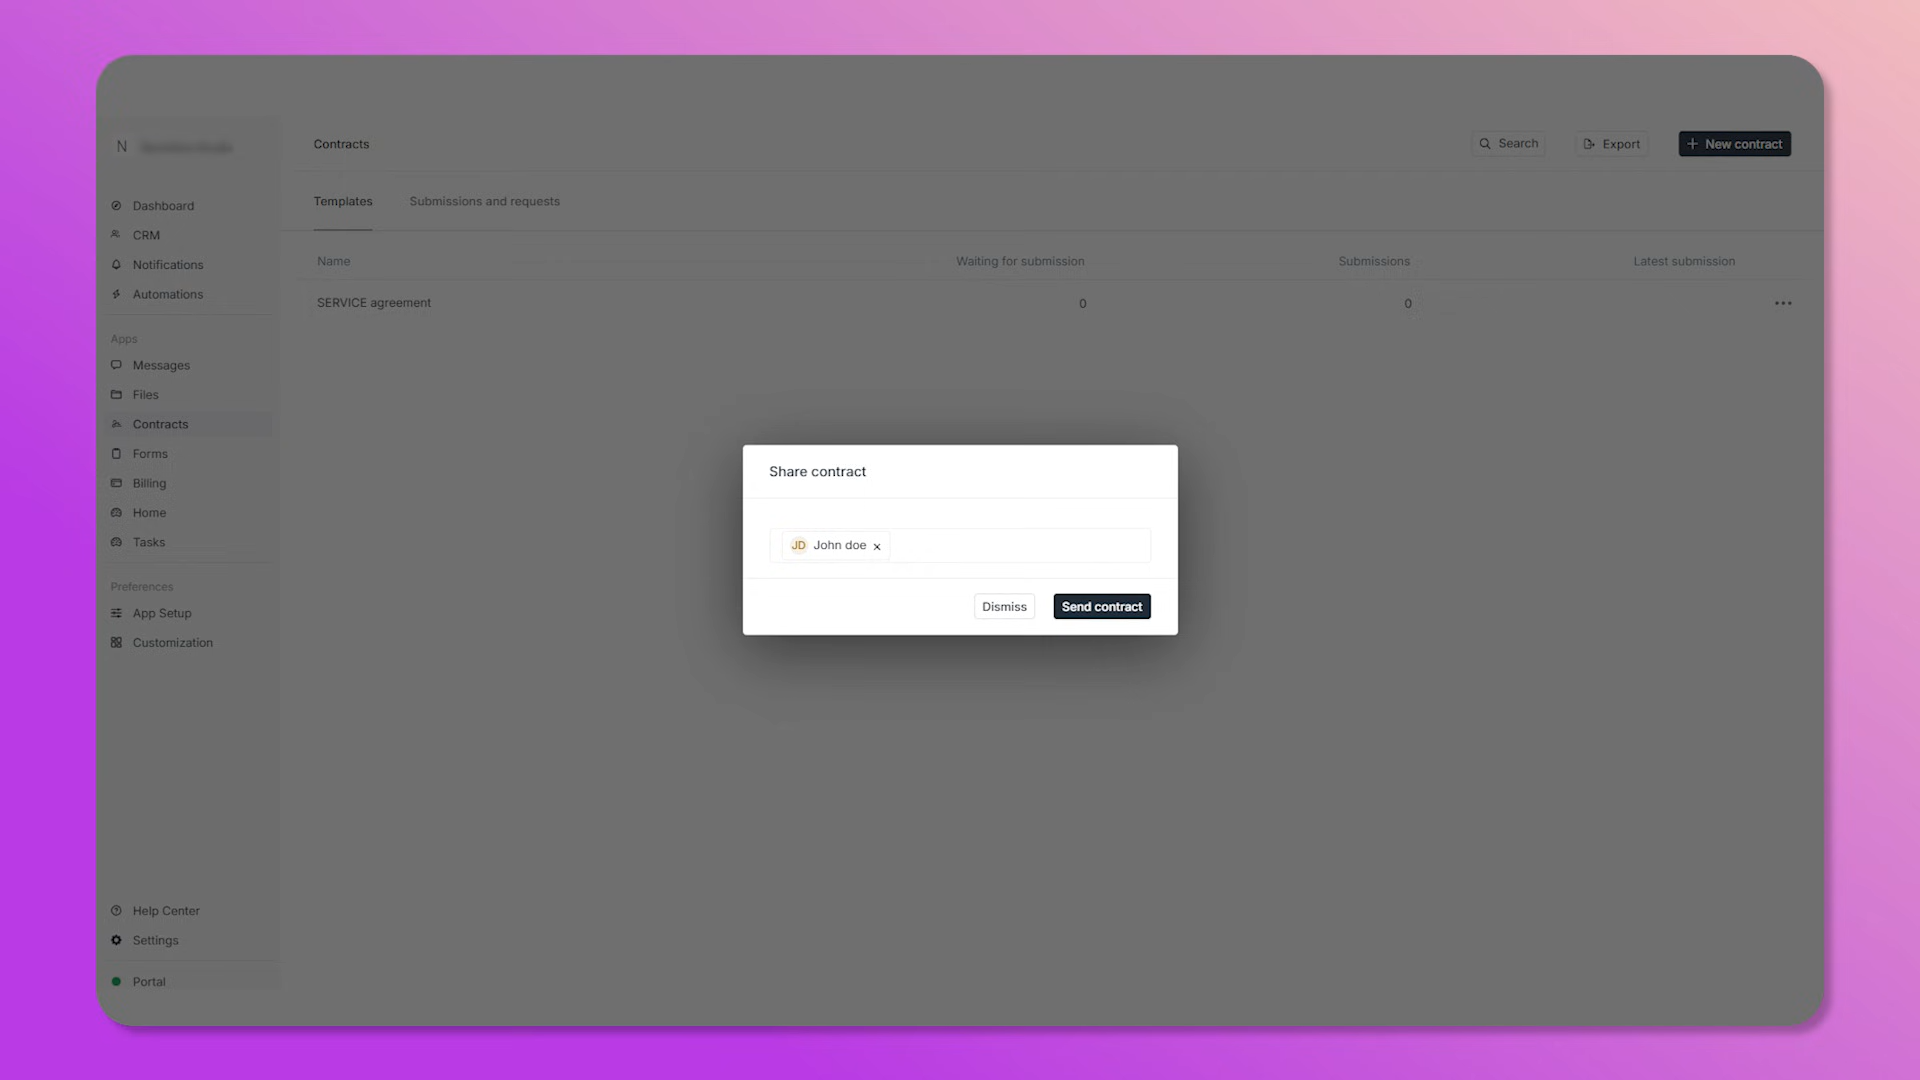 N
Contracts
Search
Export
New contract
Dashboard
CRM
Notifications
Automations
Apps
Messages
Files
Contracts
Forms
Billing
Home
Tasks
Preferences
App Setup
Customization
Help Center
Settings
Portal
Templates
Submissions and requests
Name
Waiting for submission
Submissions
Latest submission
SERVICE agreement
0
0
Share contract
JD John doe ×
Dismiss
Send contract